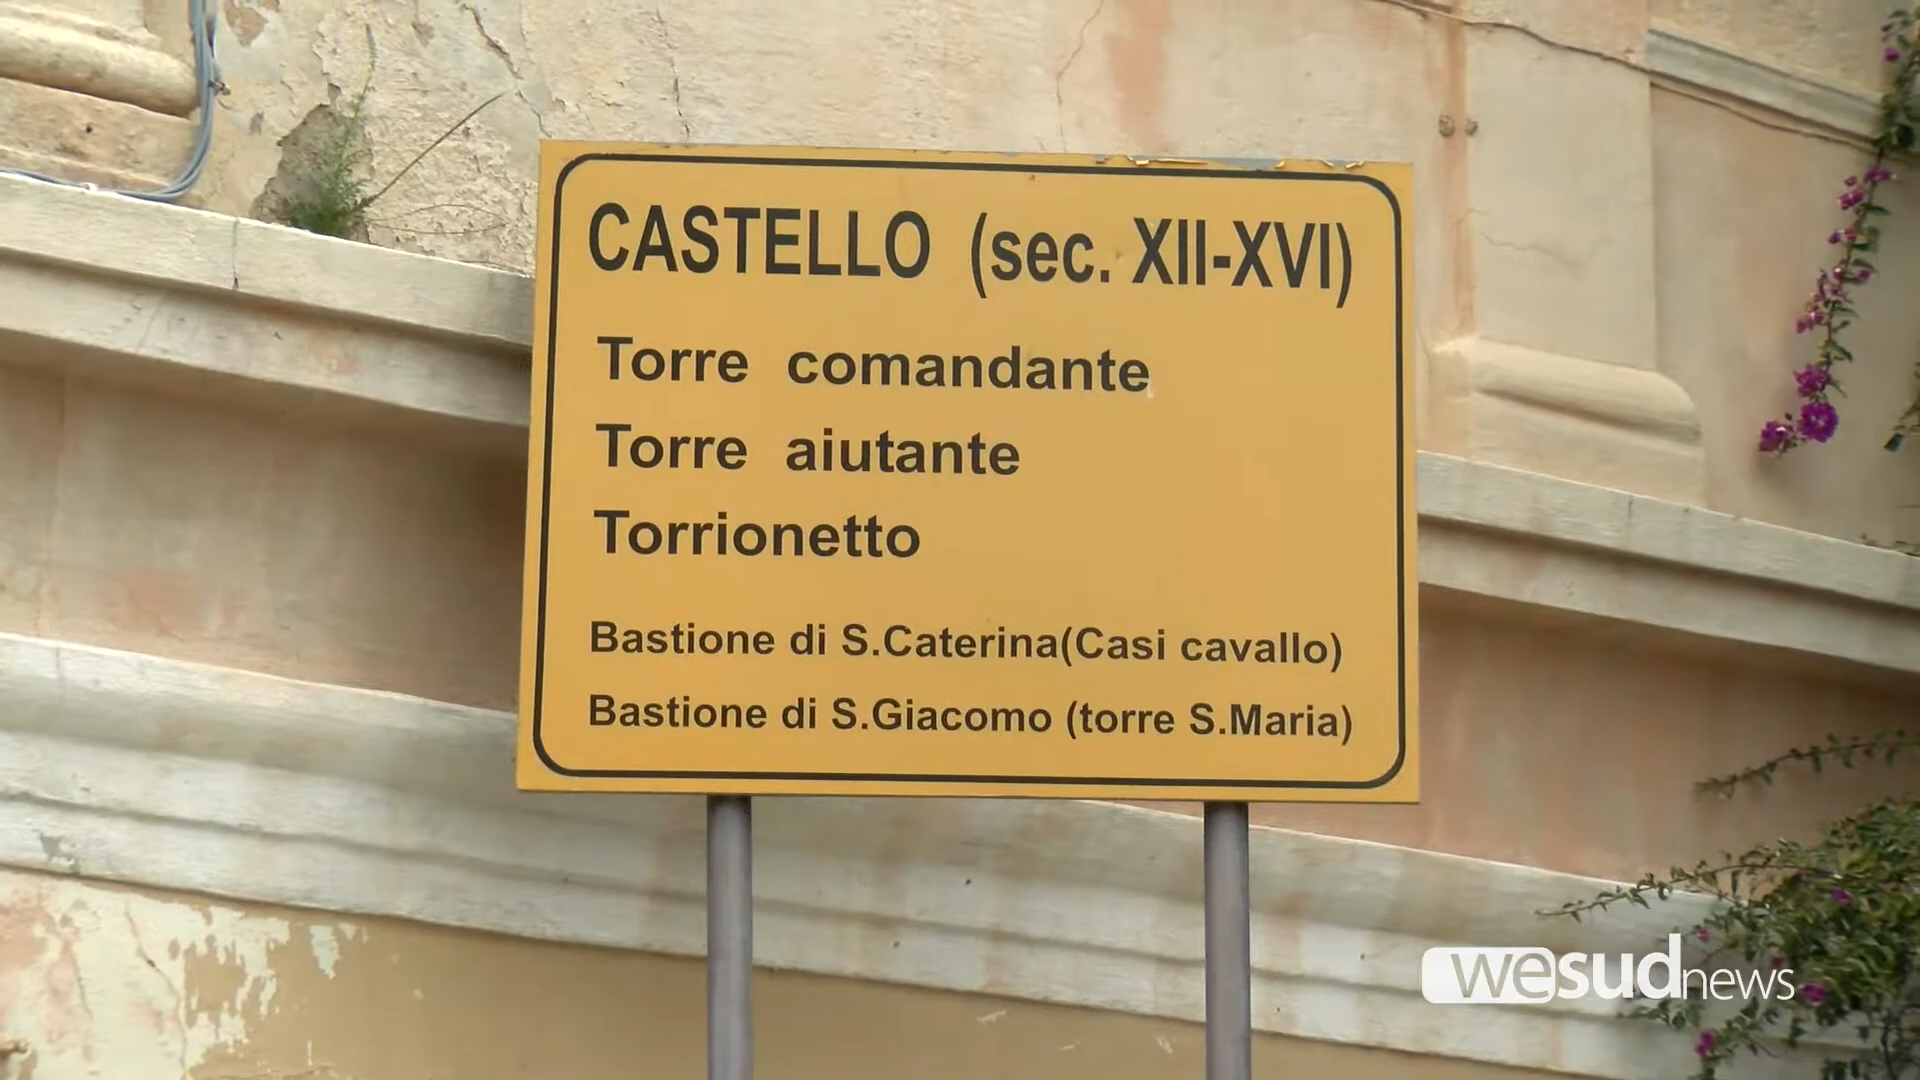 CASTELLO (sec. XII-XVI)
Torre comandante
Torre aiutante
Torrionetto
Bastione di S.Caterina(Casi cavallo)
Bastione di S.Giacomo (torre S.Maria)
wesudnews